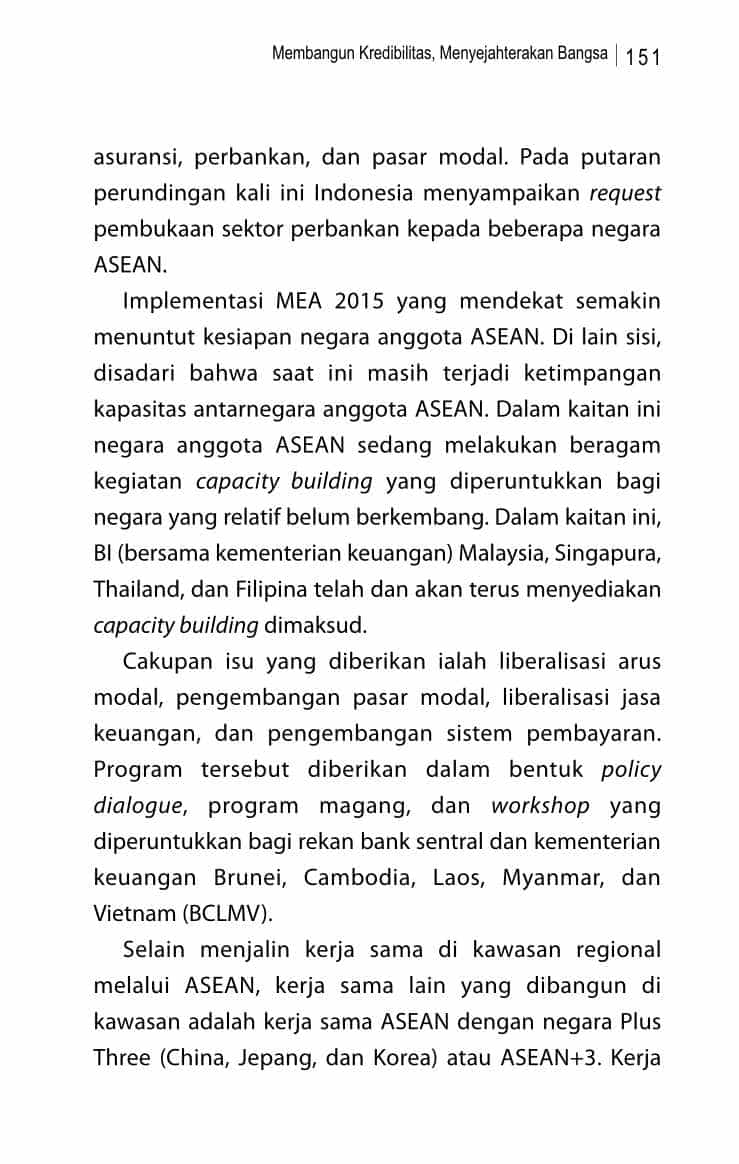 Membangun Kredibilitas, Menyejahterakan Bangsa | 151
asuransi, perbankan, dan pasar modal. Pada putaran
perundingan kali ini Indonesia menyampaikan request
pembukaan sektor perbankan kepada beberapa negara
ASEAN.
Implementasi MEA 2015 yang mendekat semakin
menuntut kesiapan negara anggota ASEAN. Di lain sisi,
disadari bahwa saat ini masih terjadi ketimpangan
kapasitas antarnegara anggota ASEAN. Dalam kaitan ini
negara anggota ASEAN sedang melakukan beragam
kegiatan capacity building yang diperuntukkan bagi
negara yang relatif belum berkembang. Dalam kaitan ini,
BI (bersama kementerian keuangan) Malaysia, Singapura,
Thailand, dan Filipina telah dan akan terus menyediakan
capacity building dimaksud.
Cakupan isu yang diberikan ialah liberalisasi arus
modal, pengembangan pasar modal, liberalisasi jasa
keuangan, dan pengembangan sistem pembayaran.
Program tersebut diberikan dalam bentuk policy
dialogue, program magang, dan workshop yang
diperuntukkan bagi rekan bank sentral dan kementerian
keuangan Brunei, Cambodia, Laos, Myanmar, dan
Vietnam (BCLMV).
Selain menjalin kerja sama di kawasan regional
melalui ASEAN, kerja sama lain yang dibangun di
kawasan adalah kerja sama ASEAN dengan negara Plus
Three (China, Jepang, dan Korea) atau ASEAN+3. Kerja